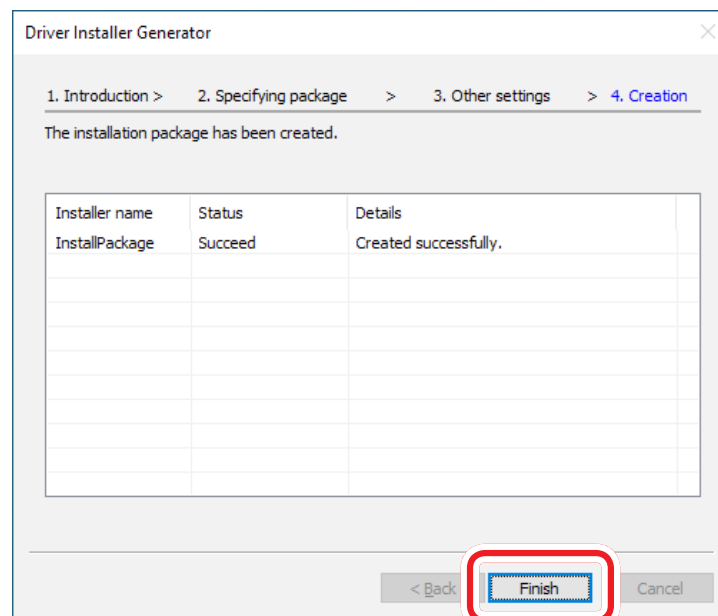 Driver Installer Generator
1. Introduction > 2. Specifying package > 3. Other settings > 4. Creation
The installation package has been created.
Installer name Status Details
InstallPackage Succeed Created successfully.
< Back Finish Cancel